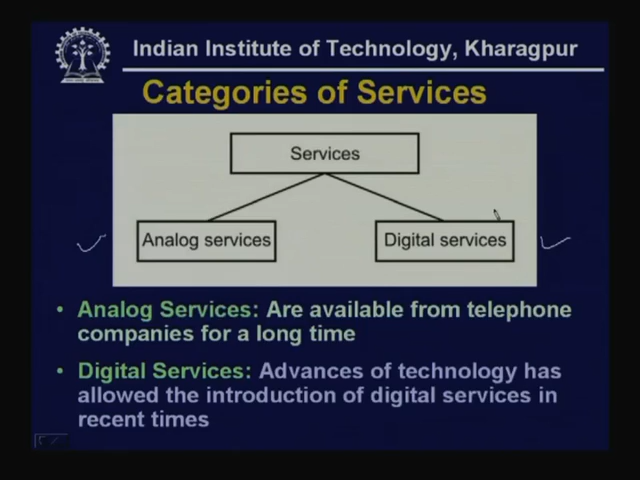 Indian Institute of Technology, Kharagpur
Categories of Services
Services
Analog services
Digital services
• Analog Services: Are available from telephone
companies for a long time
• Digital Services: Advances of technology has
allowed the introduction of digital services in
recent times